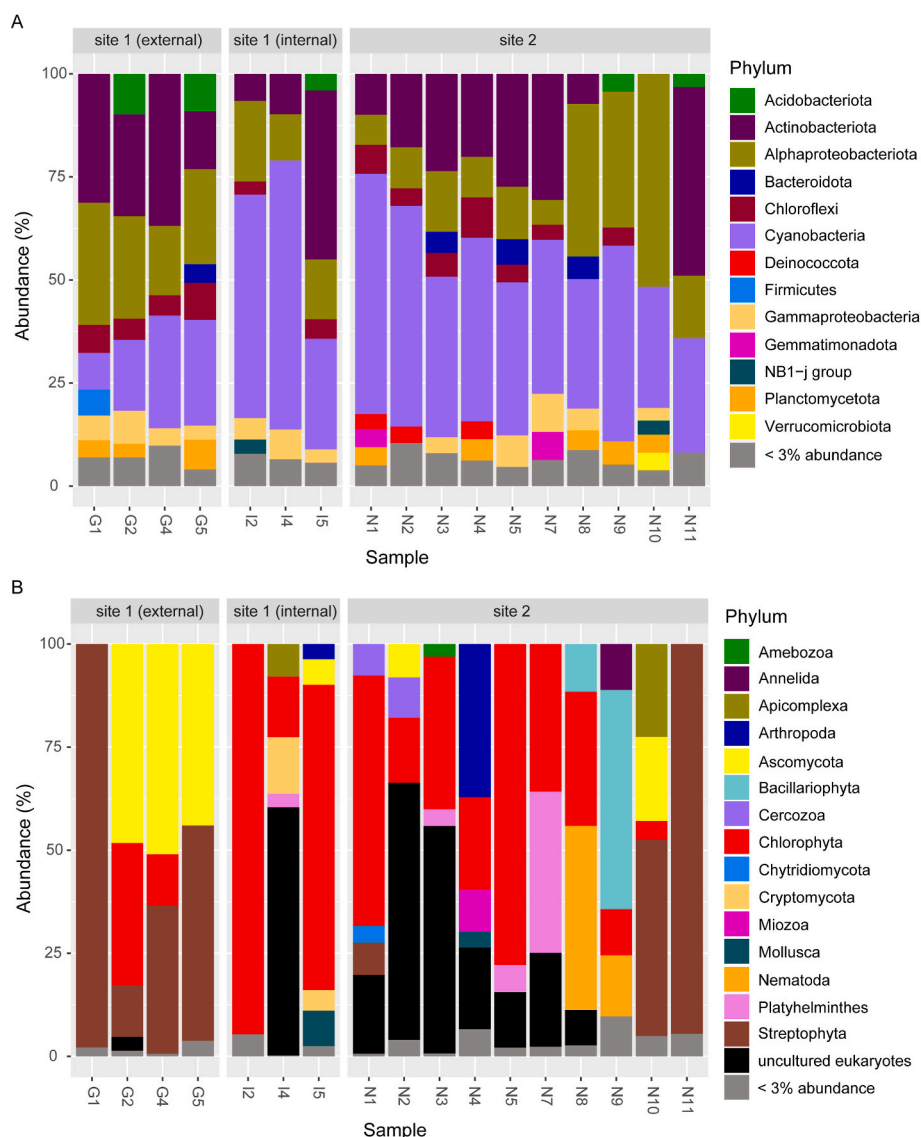 A
site 1 (external) site 1 (internal) site 2
100
75
50
25
0
Abundance (%)
G1 G2 G4 G5 I2 I4 I5 N1 N2 N3 N4 N5 N7 N8 N9 N10 N11
Sample
Phylum
Acidobacteriota
Actinobacteriota
Alphaproteobacteriota
Bacteroidota
Chloroflexi
Cyanobacteria
Deinococcota
Firmicutes
Gammaproteobacteria
Gemmatimonadota
NB1−j group
Planctomycetota
Verrucomicrobiota
< 3% abundance
B
site 1 (external) site 1 (internal) site 2
100
75
50
25
0
Abundance (%)
G1 G2 G4 G5 I2 I4 I5 N1 N2 N3 N4 N5 N7 N8 N9 N10 N11
Sample
Phylum
Amebozoa
Annelida
Apicomplexa
Arthropoda
Ascomycota
Bacillariophyta
Cercozoa
Chlorophyta
Chytridiomycota
Cryptomycota
Miozoa
Mollusca
Nematoda
Platyhelminthes
Streptophyta
uncultured eukaryotes
< 3% abundance